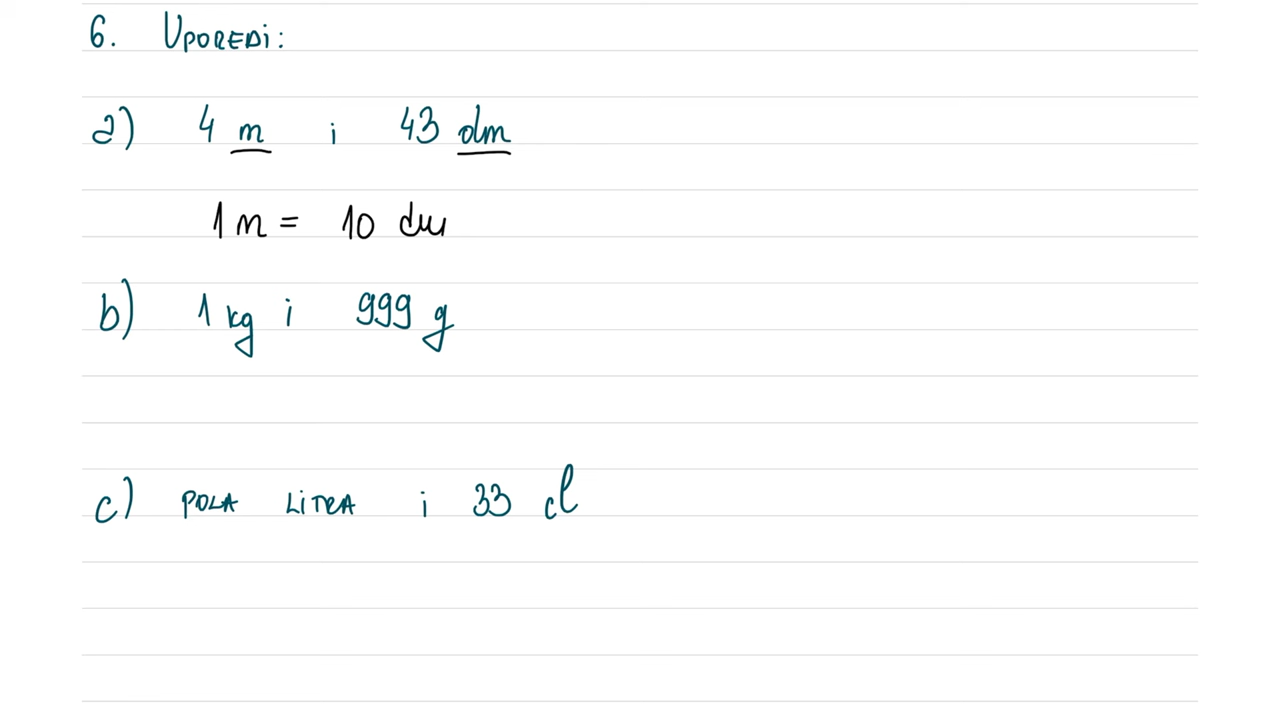 6. Uporedi:
a) 4 m i 43 dm
1 m = 10 dm
b) 1 kg i 999 g
c) pola litra i 33 cl